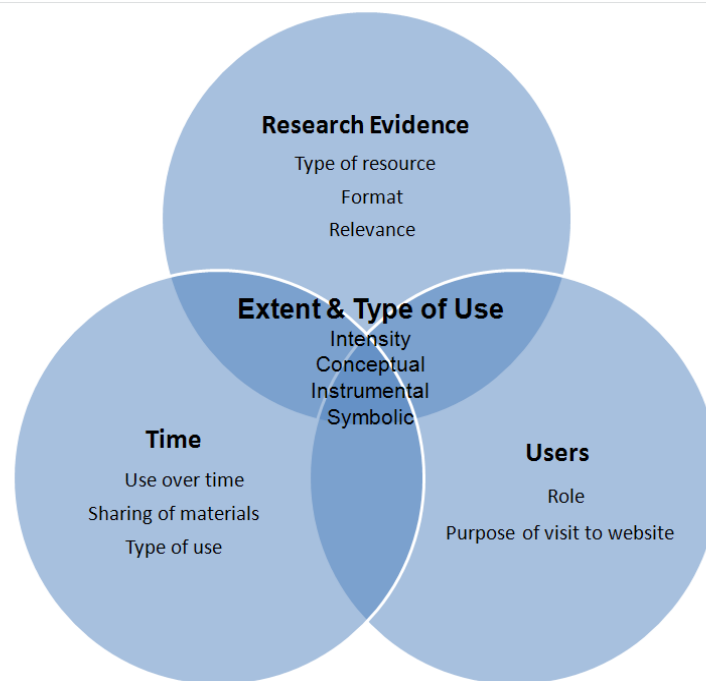 Research Evidence
Type of resource
Format
Relevance
Extent & Type of Use
Intensity
Conceptual
Instrumental
Symbolic
Time
Use over time
Sharing of materials
Type of use
Users
Role
Purpose of visit to website